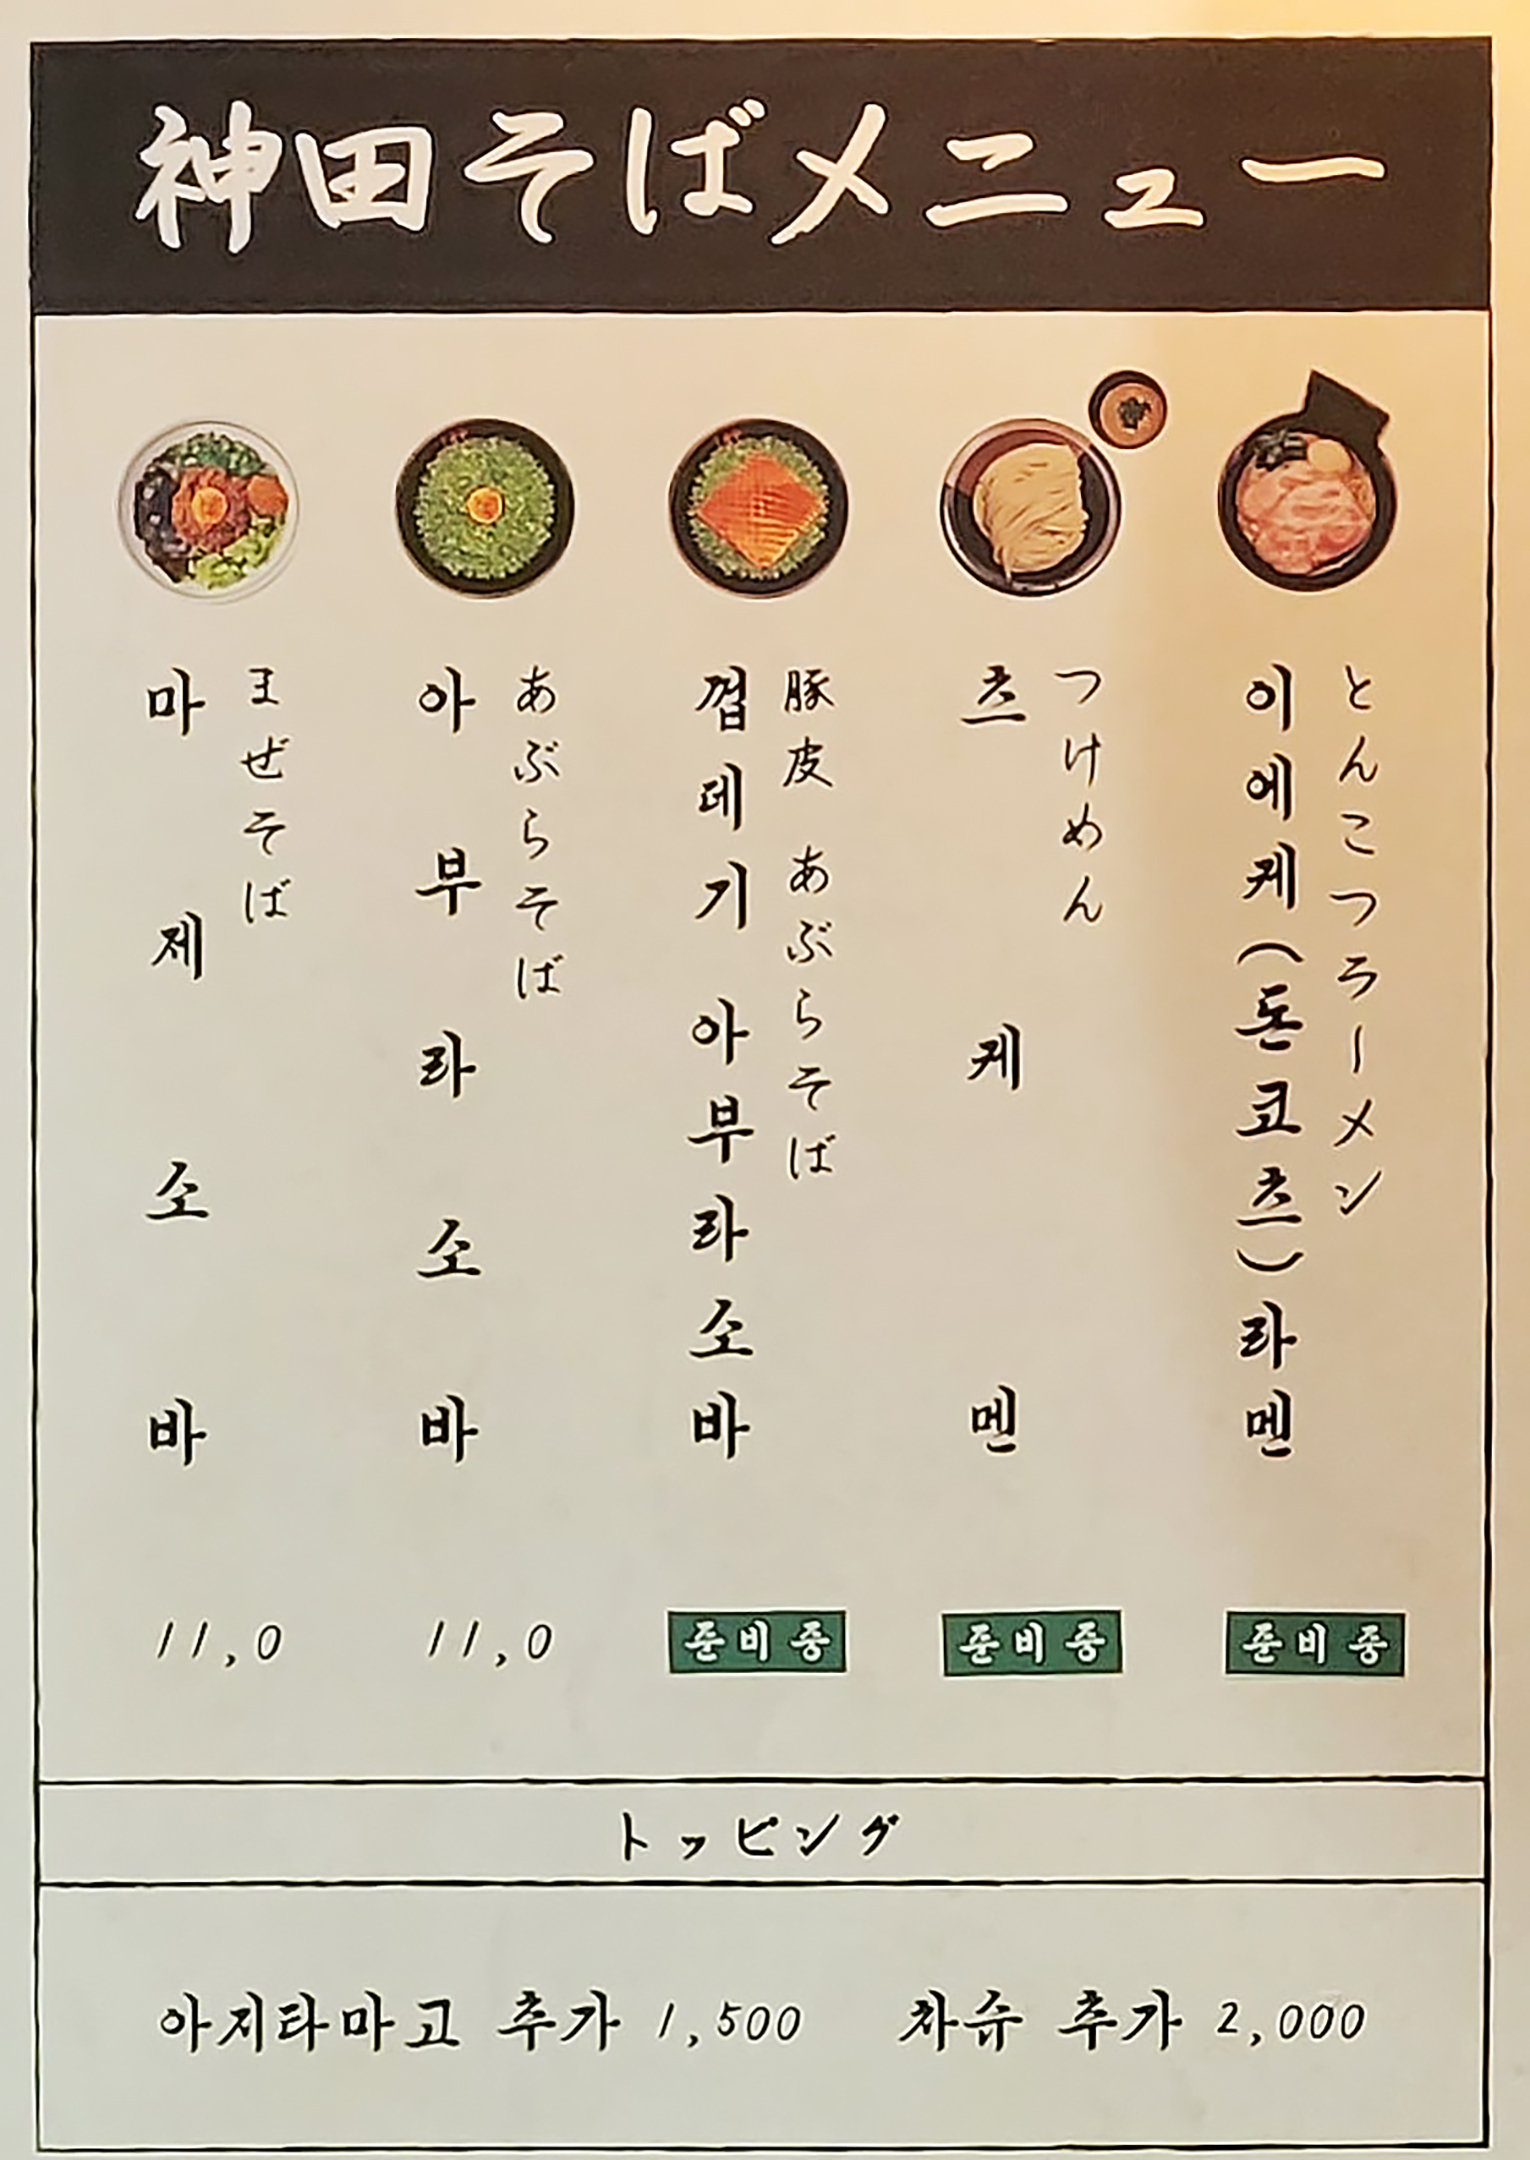 神田そばメニュー
마제소바
まぜそば
아부라소바
あぶらそば
껍데기 아부라소바
豚皮 あぶらそば
츠케멘
つけめん
이에케(돈코츠)라멘
とんこつラーメン
11,0
11,0
준비중
준비중
준비중
トッピング
아지타마고 추가 1,500
차슈 추가 2,000